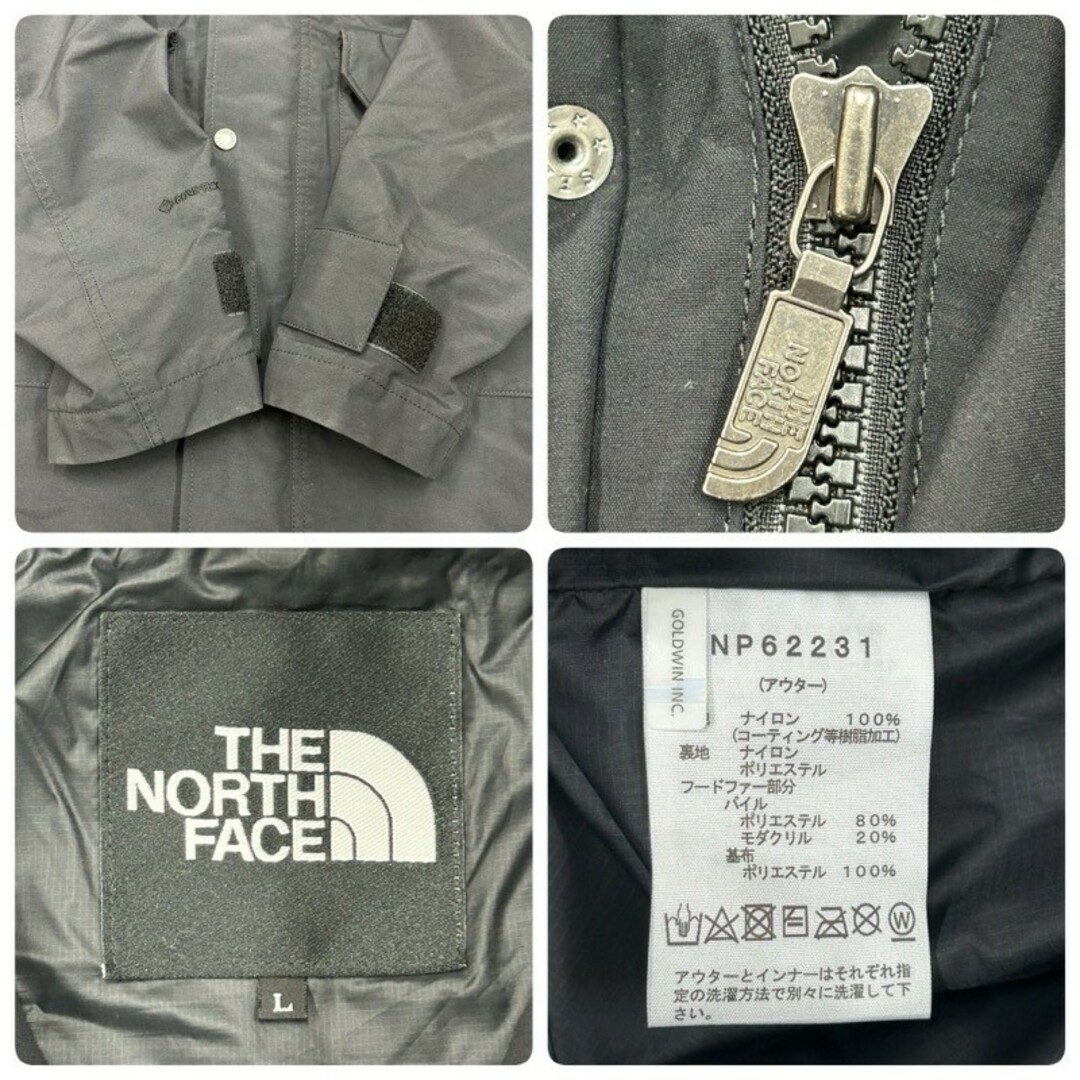 GORE-TEX
THE
NORTH
FACE
THE
NORTH
FACE
L
GOLDWIN INC.
NP62231
(アウター)
ナイロン 100%
(コーティング等樹脂加工)
裏地 ナイロン
ポリエステル
フードファー部分
パイル
ポリエステル 80%
モダクリル 20%
基布
ポリエステル 100%
W
アウターとインナーはそれぞれ指
定の洗濯方法で別々に洗濯して下
さい。